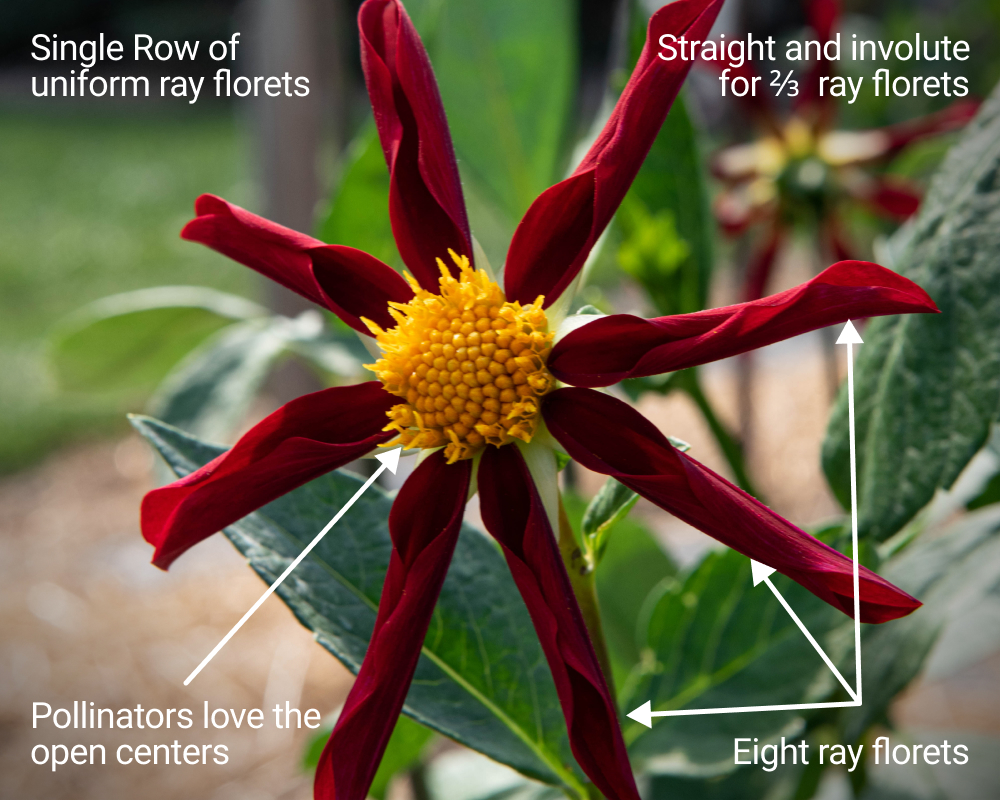 Single Row of
uniform ray florets
Straight and involute
for ⅔ ray florets
Pollinators love the
open centers
Eight ray florets